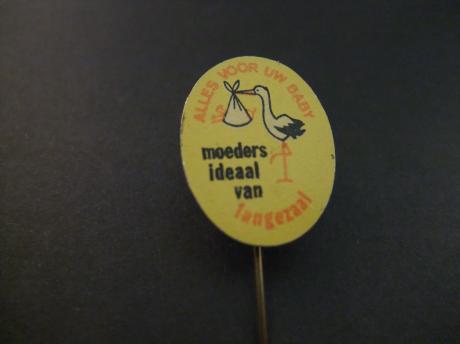 ALLES VOOR UW BABY
moeders
ideaal
van
langezaal